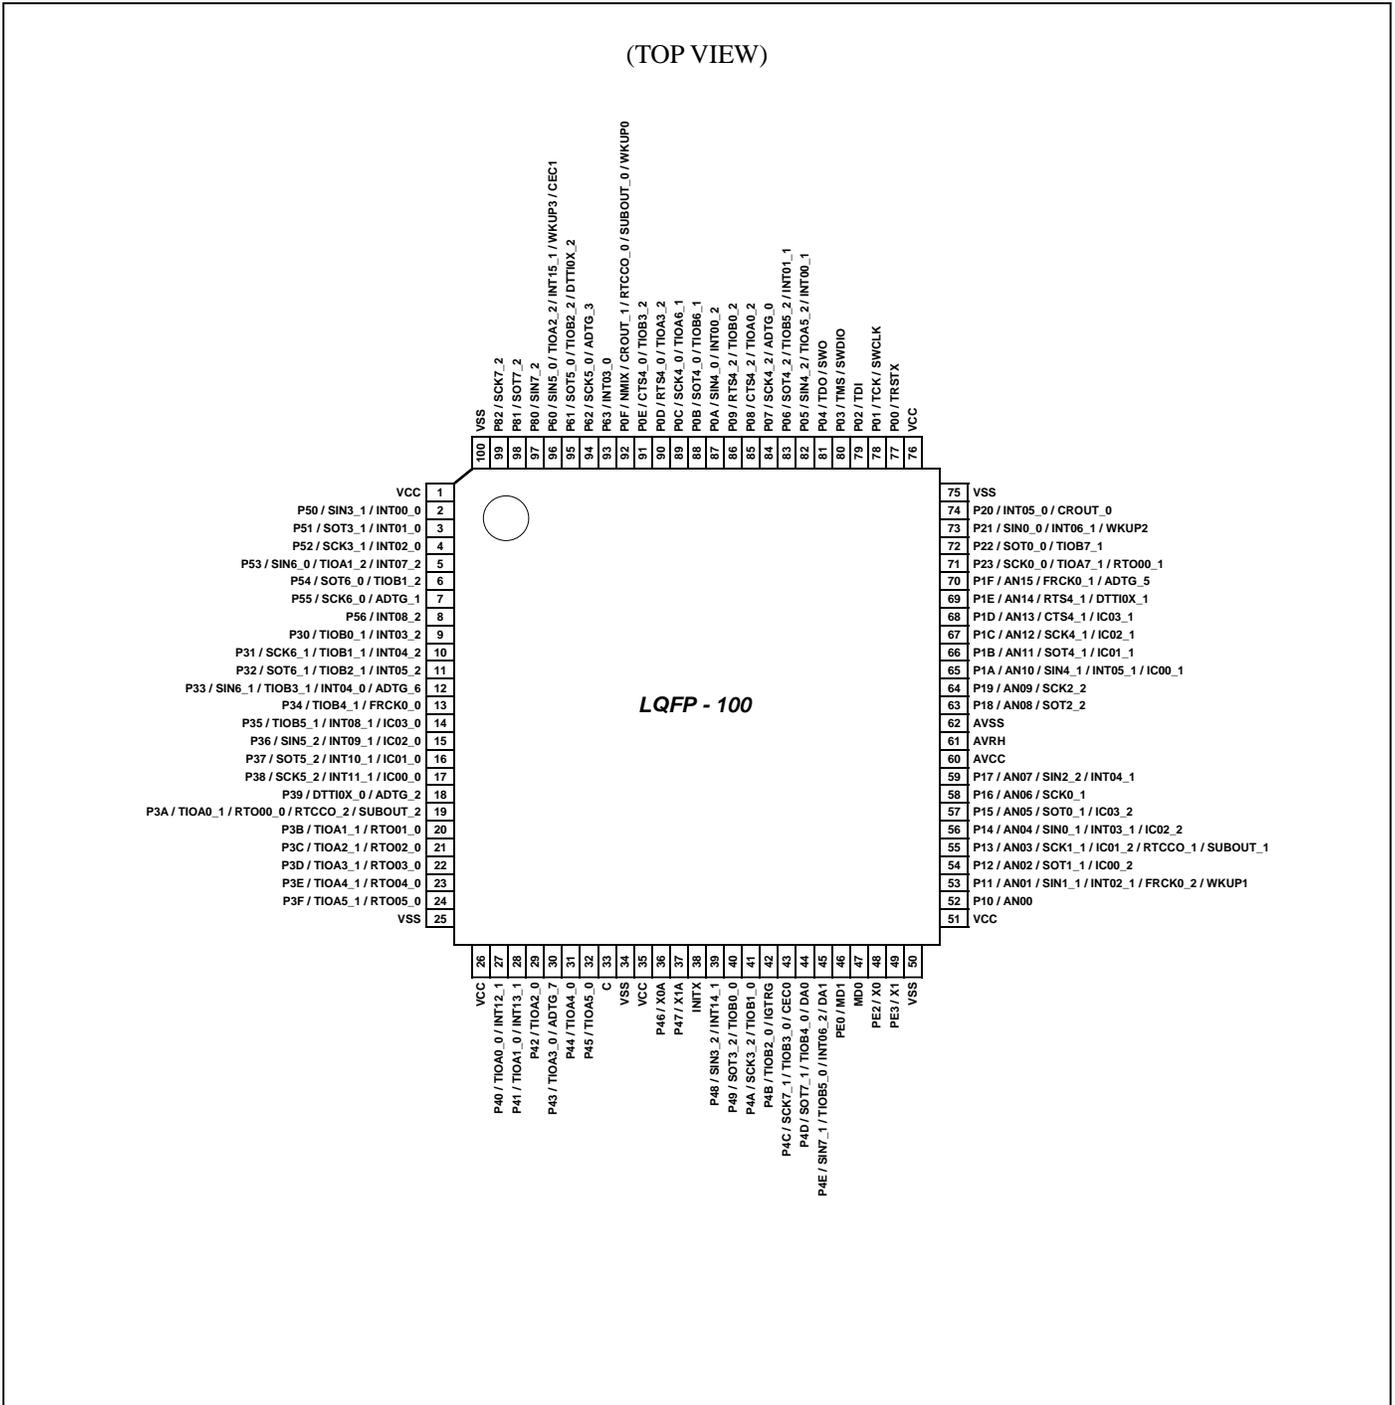 (TOP VIEW)
VSS
P82 / SCK7_2
P81 / SOT7_2
P80 / SIN7_2
P60 / SIN5_0 / TIOA2_2 / INT15_1 / WKUP3 / CEC1
P61 / SOT5_0 / TIOB2_2 / DTTI0X_2
P62 / SCK5_0 / ADTG_3
P63 / INT03_0
P0F / NMIX / CROUT_1 / RTCCO_0 / SUBOUT_0 / WKUP0
P0E / CTS4_0 / TIOB3_2
P0D / RTS4_0 / TIOA3_2
P0C / SCK4_0 / TIOA6_1
P0B / SOT4_0 / TIOB6_1
P0A / SIN4_0 / INT00_2
P09 / RTS4_2 / TIOB0_2
P08 / CTS4_2 / TIOA0_2
P07 / SCK4_2 / ADTG_0
P06 / SOT4_2 / TIOB5_2 / INT01_1
P05 / SIN4_2 / TIOA5_2 / INT00_1
P04 / TDO / SWO
P03 / TMS / SWDIO
P02 / TDI
P01 / TCK / SWCLK
P00 / TRSTX
VCC
100 99 98 97 96 95 94 93 92 91 90 89 88 87 86 85 84 83 82 81 80 79 78 77 76
VCC 1
P50 / SIN3_1 / INT00_0 2
P51 / SOT3_1 / INT01_0 3
P52 / SCK3_1 / INT02_0 4
P53 / SIN6_0 / TIOA1_2 / INT07_2 5
P54 / SOT6_0 / TIOB1_2 6
P55 / SCK6_0 / ADTG_1 7
P56 / INT08_2 8
P30 / TIOB0_1 / INT03_2 9
P31 / SCK6_1 / TIOB1_1 / INT04_2 10
P32 / SOT6_1 / TIOB2_1 / INT05_2 11
P33 / SIN6_1 / TIOB3_1 / INT04_0 / ADTG_6 12
P34 / TIOB4_1 / FRCK0_0 13
P35 / TIOB5_1 / INT08_1 / IC03_0 14
P36 / SIN5_2 / INT09_1 / IC02_0 15
P37 / SOT5_2 / INT10_1 / IC01_0 16
P38 / SCK5_2 / INT11_1 / IC00_0 17
P39 / DTTI0X_0 / ADTG_2 18
P3A / TIOA0_1 / RTO00_0 / RTCCO_2 / SUBOUT_2 19
P3B / TIOA1_1 / RTO01_0 20
P3C / TIOA2_1 / RTO02_0 21
P3D / TIOA3_1 / RTO03_0 22
P3E / TIOA4_1 / RTO04_0 23
P3F / TIOA5_1 / RTO05_0 24
VSS 25
LQFP - 100
75 VSS
74 P20 / INT05_0 / CROUT_0
73 P21 / SIN0_0 / INT06_1 / WKUP2
72 P22 / SOT0_0 / TIOB7_1
71 P23 / SCK0_0 / TIOA7_1 / RTO00_1
70 P1F / AN15 / FRCK0_1 / ADTG_5
69 P1E / AN14 / RTS4_1 / DTTI0X_1
68 P1D / AN13 / CTS4_1 / IC03_1
67 P1C / AN12 / SCK4_1 / IC02_1
66 P1B / AN11 / SOT4_1 / IC01_1
65 P1A / AN10 / SIN4_1 / INT05_1 / IC00_1
64 P19 / AN09 / SCK2_2
63 P18 / AN08 / SOT2_2
62 AVSS
61 AVRH
60 AVCC
59 P17 / AN07 / SIN2_2 / INT04_1
58 P16 / AN06 / SCK0_1
57 P15 / AN05 / SOT0_1 / IC03_2
56 P14 / AN04 / SIN0_1 / INT03_1 / IC02_2
55 P13 / AN03 / SCK1_1 / IC01_2 / RTCCO_1 / SUBOUT_1
54 P12 / AN02 / SOT1_1 / IC00_2
53 P11 / AN01 / SIN1_1 / INT02_1 / FRCK0_2 / WKUP1
52 P10 / AN00
51 VCC
26 27 28 29 30 31 32 33 34 35 36 37 38 39 40 41 42 43 44 45 46 47 48 49 50
VCC
P40 / TIOA0_0 / INT12_1
P41 / TIOA1_0 / INT13_1
P42 / TIOA2_0
P43 / TIOA3_0 / ADTG_7
P44 / TIOA4_0
P45 / TIOA5_0
C
VSS
VCC
P46 / X0A
P47 / X1A
INITX
P48 / SIN3_2 / INT14_1
P49 / SOT3_2 / TIOB0_0
P4A / SCK3_2 / TIOB1_0
P4B / TIOB2_0 / IGTRG
P4C / SCK7_1 / TIOB3_0 / CEC0
P4D / SOT7_1 / TIOB4_0 / DA0
P4E / SIN7_1 / TIOB5_0 / INT06_2 / DA1
PE0 / MD1
MD0
PE2 / X0
PE3 / X1
VSS